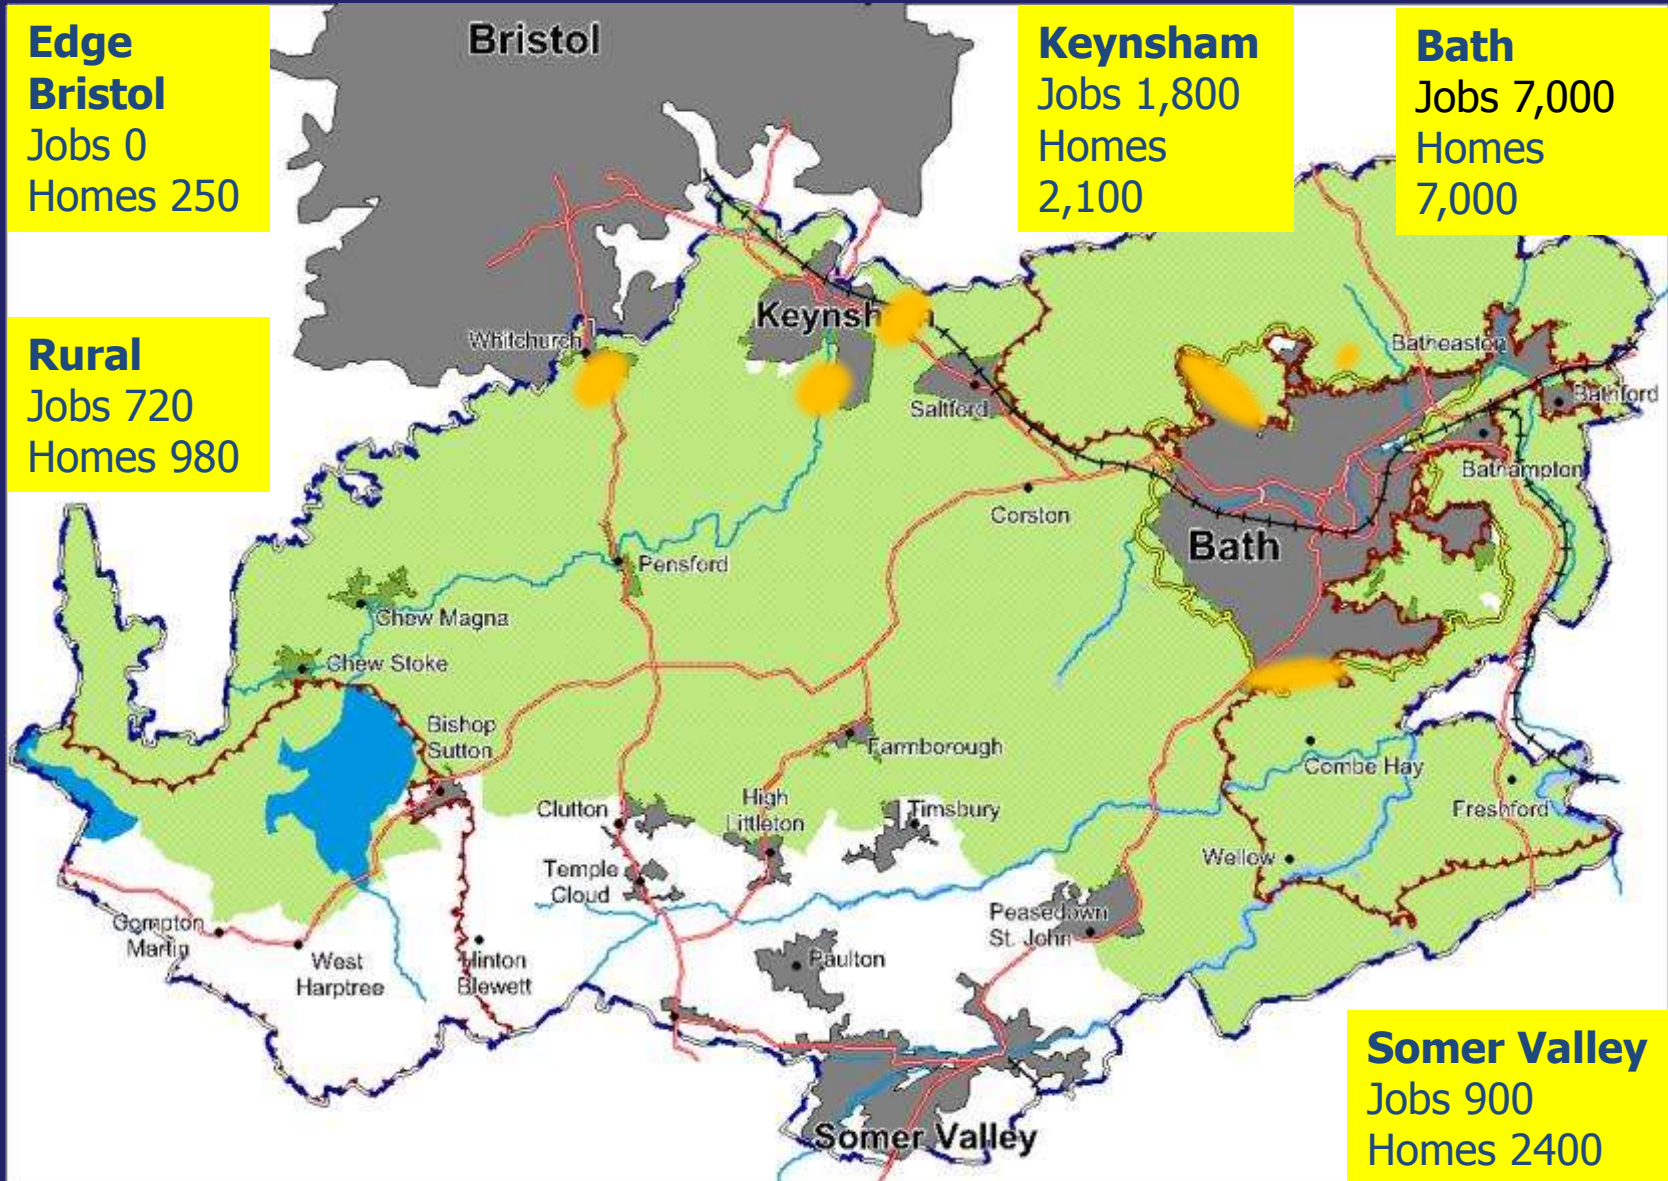 Edge
Bristol
Jobs 0
Homes 250
Bristol
Keynsham
Jobs 1,800
Homes
2,100
Bath
Jobs 7,000
Homes
7,000
Rural
Jobs 720
Homes 980
Whitchurch
Keynsham
Saltford
Batheaston
Bathford
Bathampton
Corston
Bath
Pensford
Chew Magna
Chew Stoke
Bishop
Sutton
Farmborough
Combe Hay
Freshford
Clutton
High
Littleton
Timsbury
Temple
Cloud
Wellow
Compton
Martin
West
Harptree
Hinton
Blewett
Paulton
Peasedown
St. John
Somer Valley
Somer Valley
Jobs 900
Homes 2400